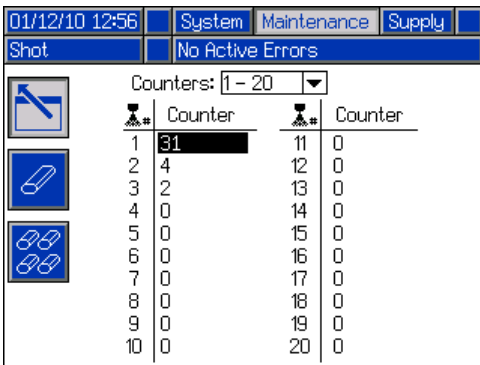 01/12/10 12:56 System Maintenance Supply
Shot No Active Errors
Counters: 1 - 20
# Counter # Counter
1 31 11 0
2 4 12 0
3 2 13 0
4 0 14 0
5 0 15 0
6 0 16 0
7 0 17 0
8 0 18 0
9 0 19 0
10 0 20 0